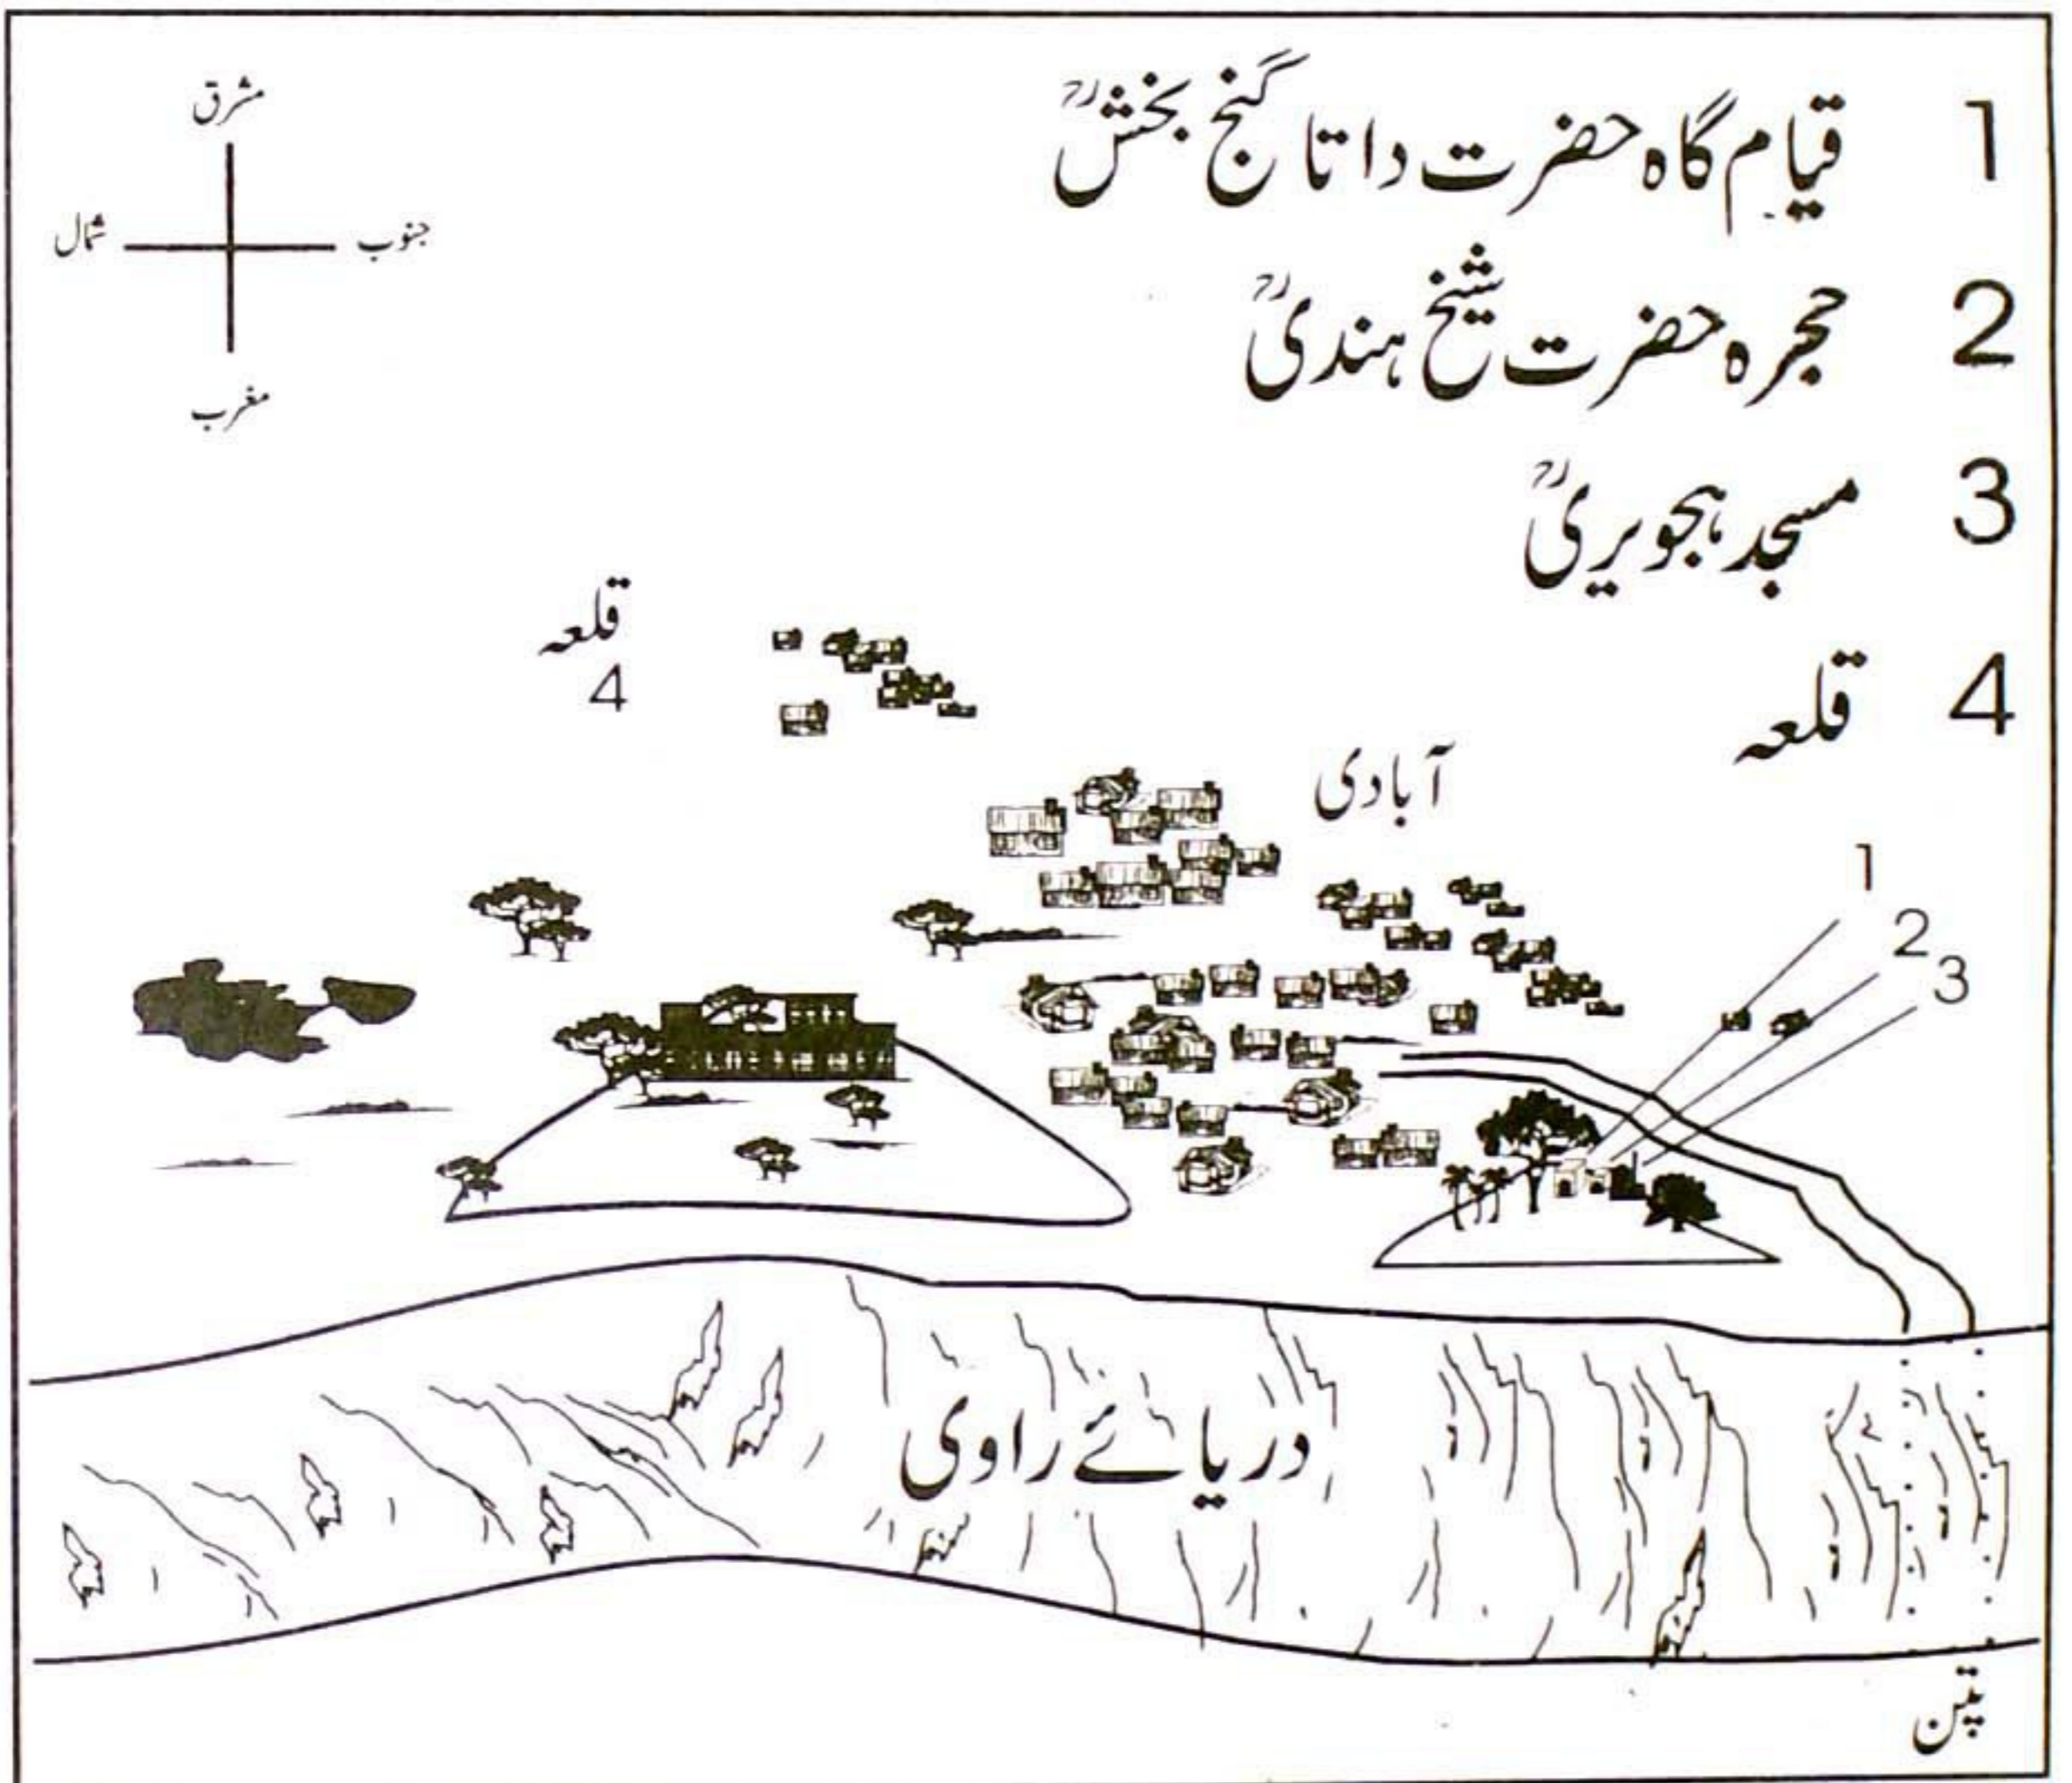 1 قیام گاہ حضرت داتا گنج بخشؒ
2 حجرہ حضرت شیخ ہندیؒ
3 مسجد ہجویریؒ
4 قلعہ
مشرق
شمال
جنوب
مغرب
قلعہ
4
آبادی
1
2
3
دریائے راوی
پتن